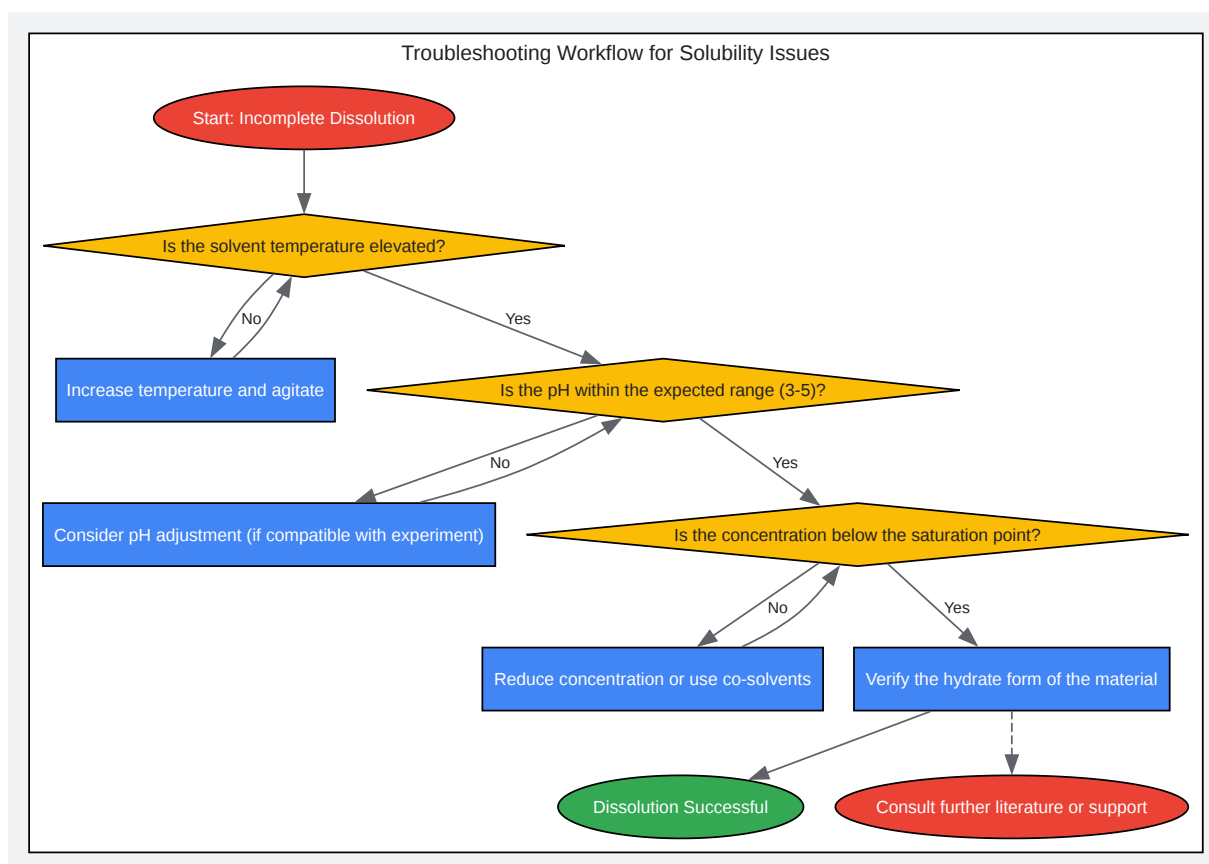 Troubleshooting Workflow for Solubility Issues
Start: Incomplete Dissolution
Is the solvent temperature elevated?
No
Yes
Increase temperature and agitate
Is the pH within the expected range (3-5)?
No
Yes
Consider pH adjustment (if compatible with experiment)
Is the concentration below the saturation point?
No
Yes
Reduce concentration or use co-solvents
Verify the hydrate form of the material
Dissolution Successful
Consult further literature or support